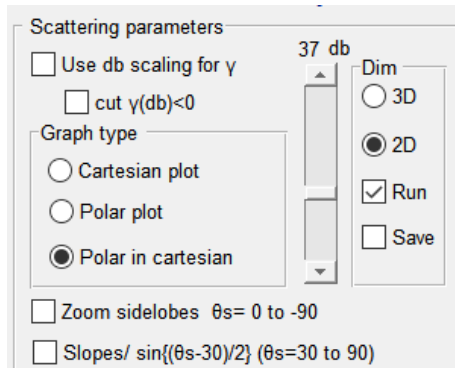 Scattering parameters
37 db
Use db scaling for γ
cut γ(db)<0
Graph type
Cartesian plot
Polar plot
Polar in cartesian
Dim
3D
2D
Run
Save
Zoom sidelobes θs= 0 to -90
Slopes/ sin{(θs-30)/2} (θs=30 to 90)